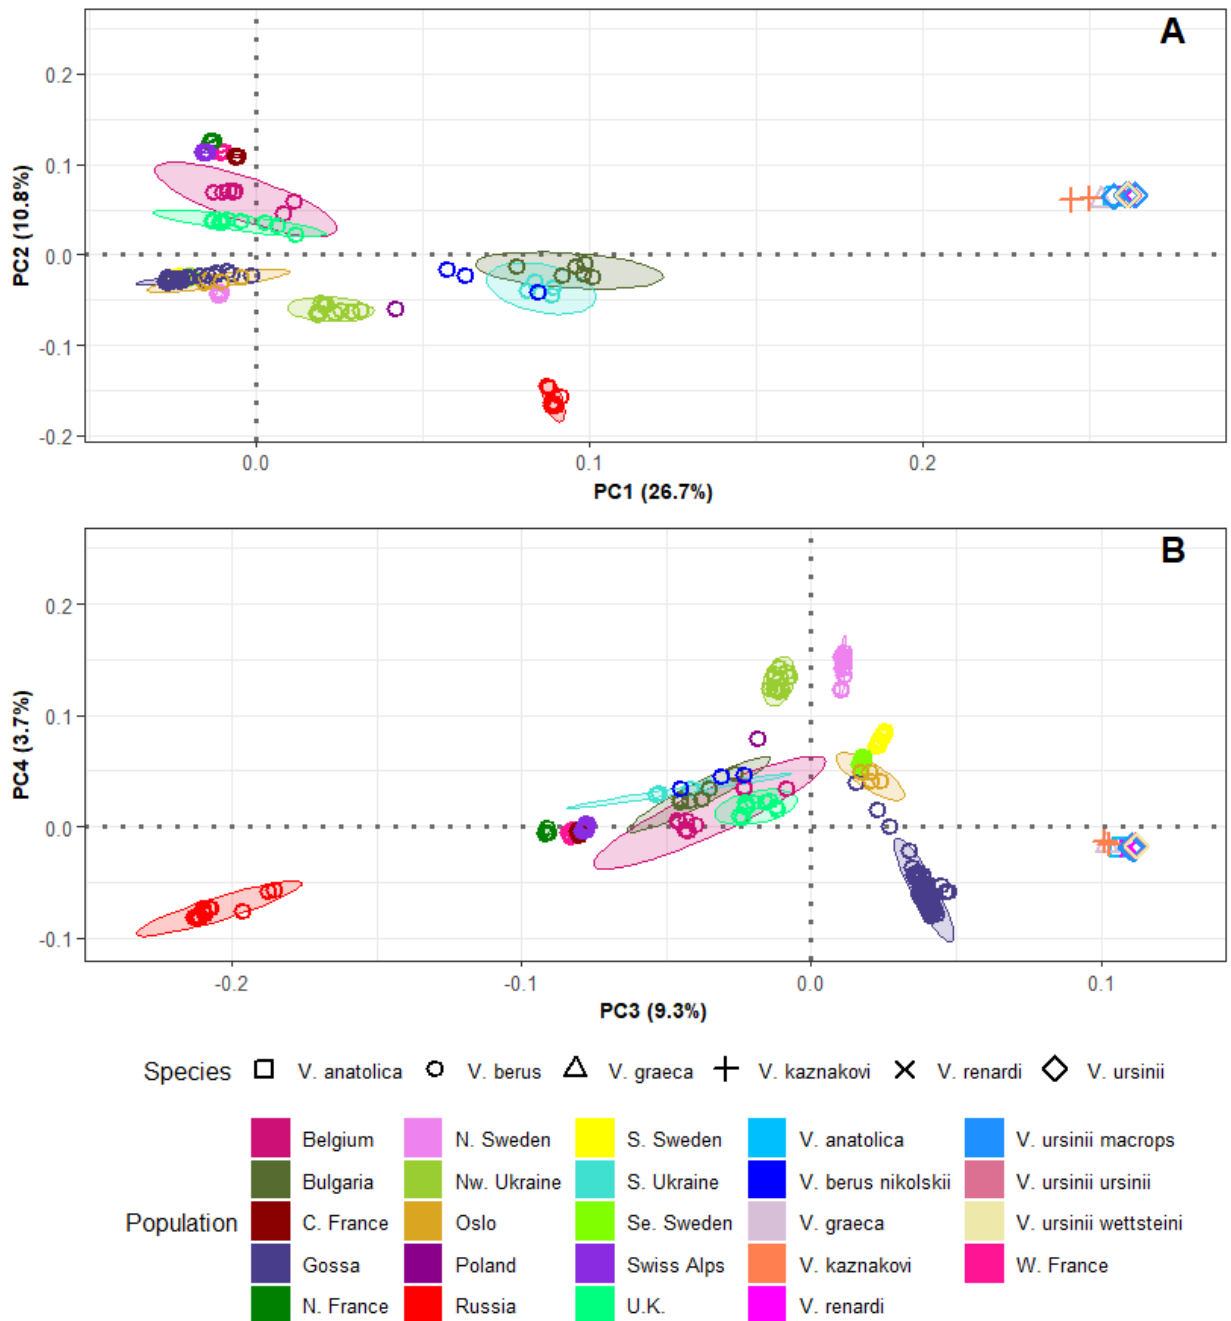 A
0.2
0.1
0.0
-0.1
-0.2
PC2 (10.8%)
0.0 0.1 0.2
PC1 (26.7%)
B
0.2
0.1
0.0
-0.1
PC4 (3.7%)
-0.2 -0.1 0.0 0.1
PC3 (9.3%)
Species V. anatolica V. berus V. graeca V. kaznakovi V. renardi V. ursinii
Population
Belgium N. Sweden S. Sweden V. anatolica V. ursinii macrops
Bulgaria Nw. Ukraine S. Ukraine V. berus nikolskii V. ursinii ursinii
C. France Oslo Se. Sweden V. graeca V. ursinii wettsteini
Gossa Poland Swiss Alps V. kaznakovi W. France
N. France Russia U.K. V. renardi